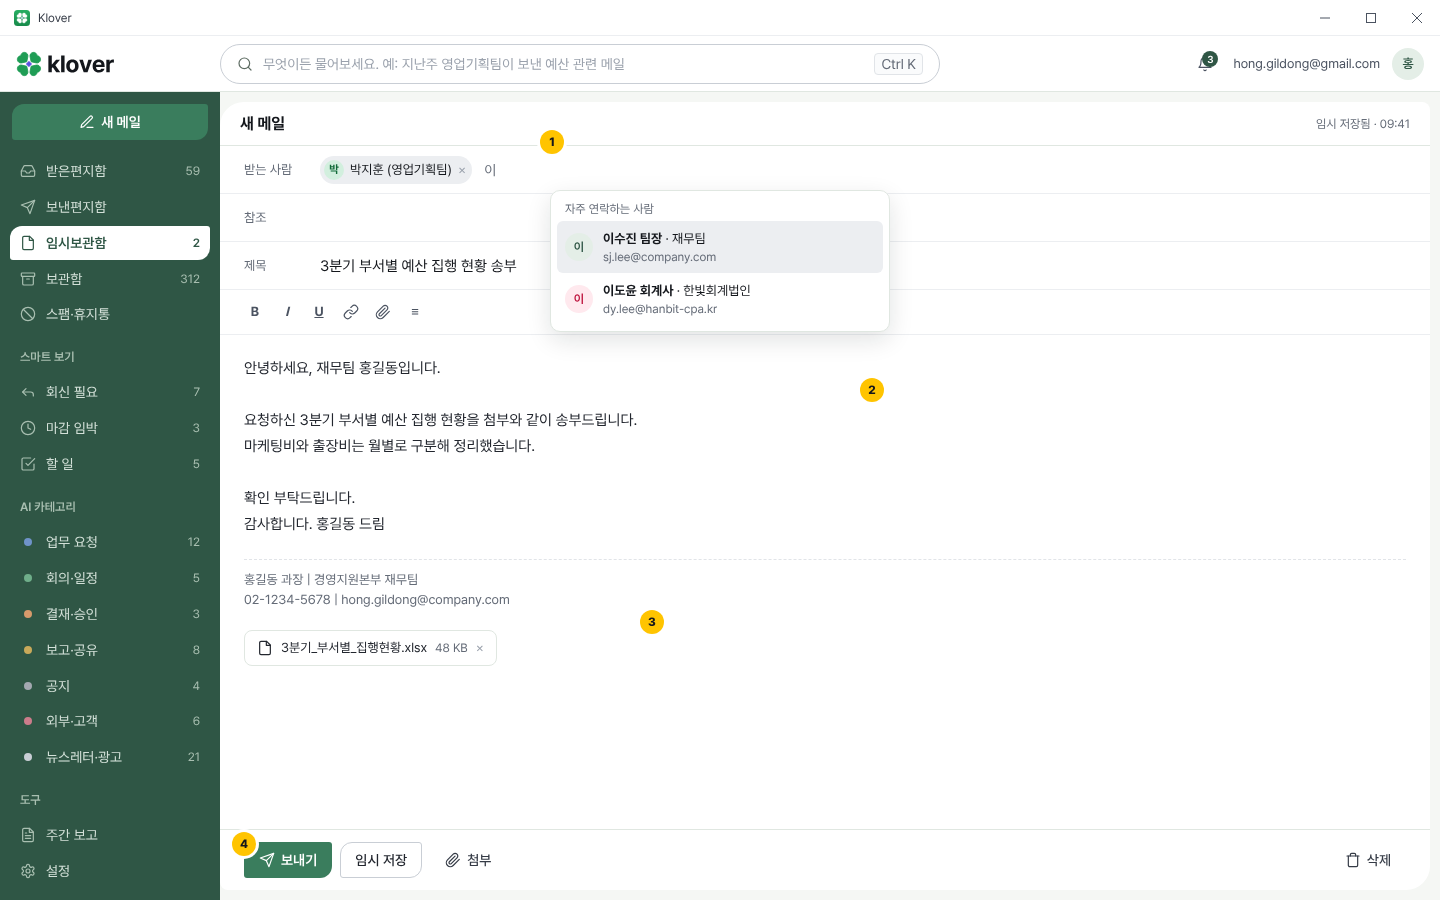 Klover
klover
무엇이든 물어보세요. 예: 지난주 영업기획팀이 보낸 예산 관련 메일
Ctrl K
3
hong.gildong@gmail.com
홍
새 메일
받은편지함 59
보낸편지함
임시보관함 2
보관함 312
스팸·휴지통
스마트 보기
회신 필요 7
마감 임박 3
할 일 5
AI 카테고리
업무 요청 12
회의·일정 5
결재·승인 3
보고·공유 8
공지 4
외부·고객 6
뉴스레터·광고 21
도구
주간 보고
설정
새 메일
임시 저장됨 · 09:41
1
받는 사람 박 박지훈 (영업기획팀) × 이
참조
제목 3분기 부서별 예산 집행 현황 송부
자주 연락하는 사람
이 이수진 팀장 · 재무팀
sj.lee@company.com
이 이도윤 회계사 · 한빛회계법인
dy.lee@hanbit-cpa.kr
B I U
안녕하세요, 재무팀 홍길동입니다.
2
요청하신 3분기 부서별 예산 집행 현황을 첨부와 같이 송부드립니다.
마케팅비와 출장비는 월별로 구분해 정리했습니다.
확인 부탁드립니다.
감사합니다. 홍길동 드림
홍길동 과장 | 경영지원본부 재무팀
02-1234-5678 | hong.gildong@company.com
3
3분기_부서별_집행현황.xlsx 48 KB ×
4
보내기
임시 저장
첨부
삭제